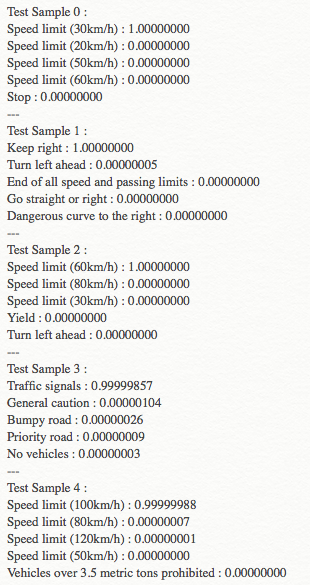 Test Sample 0 :
Speed limit (30km/h) : 1.00000000
Speed limit (20km/h) : 0.00000000
Speed limit (50km/h) : 0.00000000
Speed limit (60km/h) : 0.00000000
Stop : 0.00000000
---
Test Sample 1 :
Keep right : 1.00000000
Turn left ahead : 0.00000005
End of all speed and passing limits : 0.00000000
Go straight or right : 0.00000000
Dangerous curve to the right : 0.00000000
---
Test Sample 2 :
Speed limit (60km/h) : 1.00000000
Speed limit (80km/h) : 0.00000000
Speed limit (30km/h) : 0.00000000
Yield : 0.00000000
Turn left ahead : 0.00000000
---
Test Sample 3 :
Traffic signals : 0.99999857
General caution : 0.00000104
Bumpy road : 0.00000026
Priority road : 0.00000009
No vehicles : 0.00000003
---
Test Sample 4 :
Speed limit (100km/h) : 0.99999988
Speed limit (80km/h) : 0.00000007
Speed limit (120km/h) : 0.00000001
Speed limit (50km/h) : 0.00000000
Vehicles over 3.5 metric tons prohibited : 0.00000000